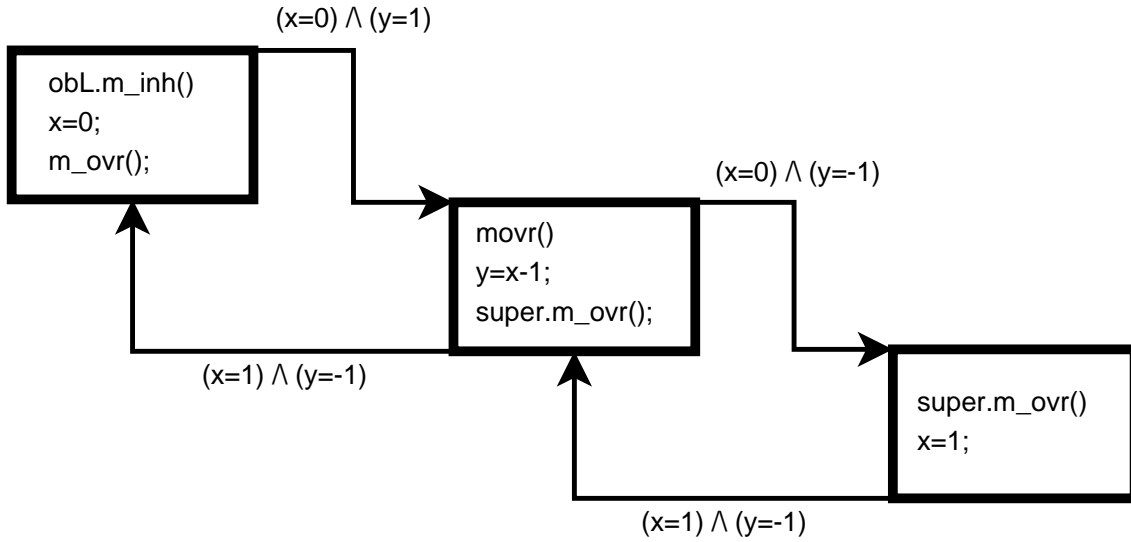 (x=0) /\ (y=1)
obL.m_inh()
x=0;
m_ovr();
(x=0) /\ (y=-1)
movr()
y=x-1;
super.m_ovr();
(x=1) /\ (y=-1)
super.m_ovr()
x=1;
(x=1) /\ (y=-1)